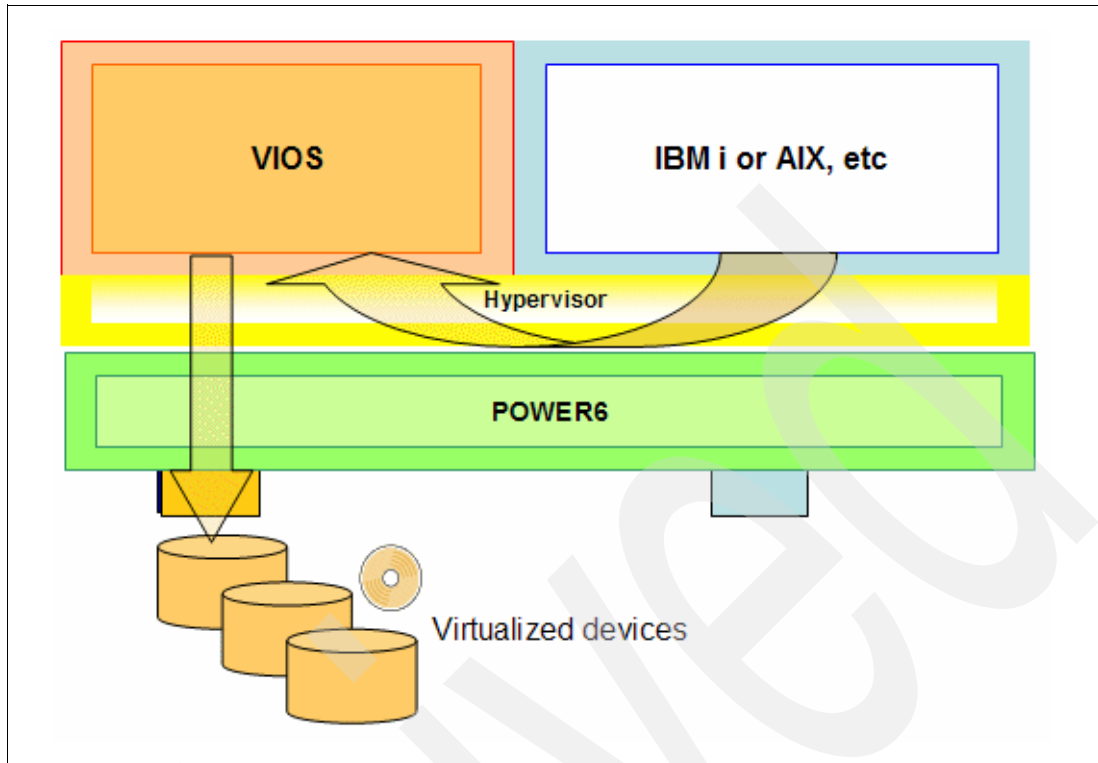 VIOS
IBM i or AIX, etc
Hypervisor
POWER6
Virtualized devices